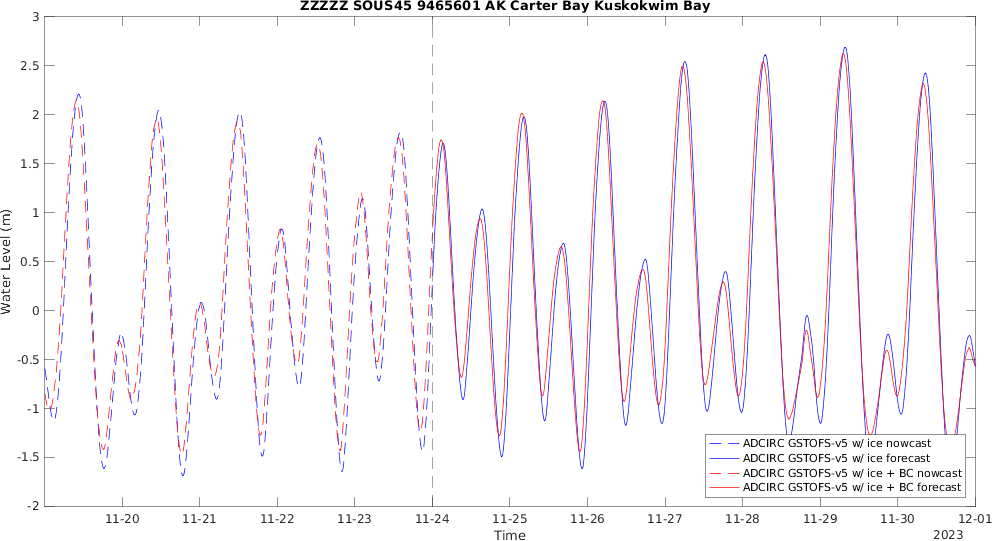 ZZZZZ SOUS45 9465601 AK Carter Bay Kuskokwim Bay
3
2.5
2
1.5
1
0.5
0
-0.5
-1
-1.5
-2
Water Level (m)
ADCIRC GSTOFS-v5 w/ ice nowcast
ADCIRC GSTOFS-v5 w/ ice forecast
ADCIRC GSTOFS-v5 w/ ice + BC nowcast
ADCIRC GSTOFS-v5 w/ ice + BC forecast
11-20 11-21 11-22 11-23 11-24 11-25 11-26 11-27 11-28 11-29 11-30 12-01
Time
2023